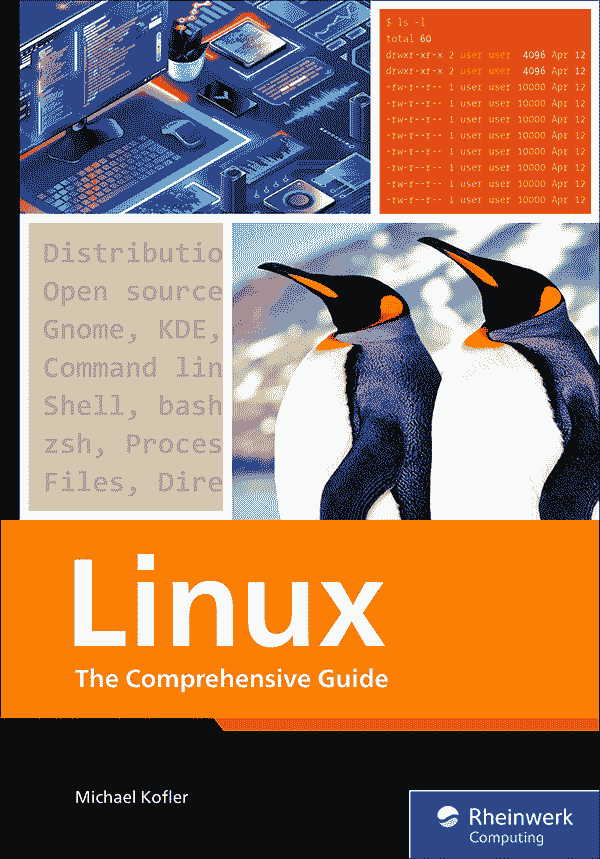 $ ls -l
total 60
drwxr-xr-x 2 user user 4096 Apr 12
drwxr-xr-x 2 user user 4096 Apr 12
-rw-r--r-- 1 user user 10000 Apr 12
-rw-r--r-- 1 user user 10000 Apr 12
-rw-r--r-- 1 user user 10000 Apr 12
-rw-r--r-- 1 user user 10000 Apr 12
-rw-r--r-- 1 user user 10000 Apr 12
-rw-r--r-- 1 user user 10000 Apr 12
-rw-r--r-- 1 user user 10000 Apr 12
-rw-r--r-- 1 user user 10000 Apr 12
Distributio
Open source
Gnome, KDE,
Command lin
Shell, bash
zsh, Proces
Files, Dire
Linux
The Comprehensive Guide
Michael Kofler
Rheinwerk
Computing